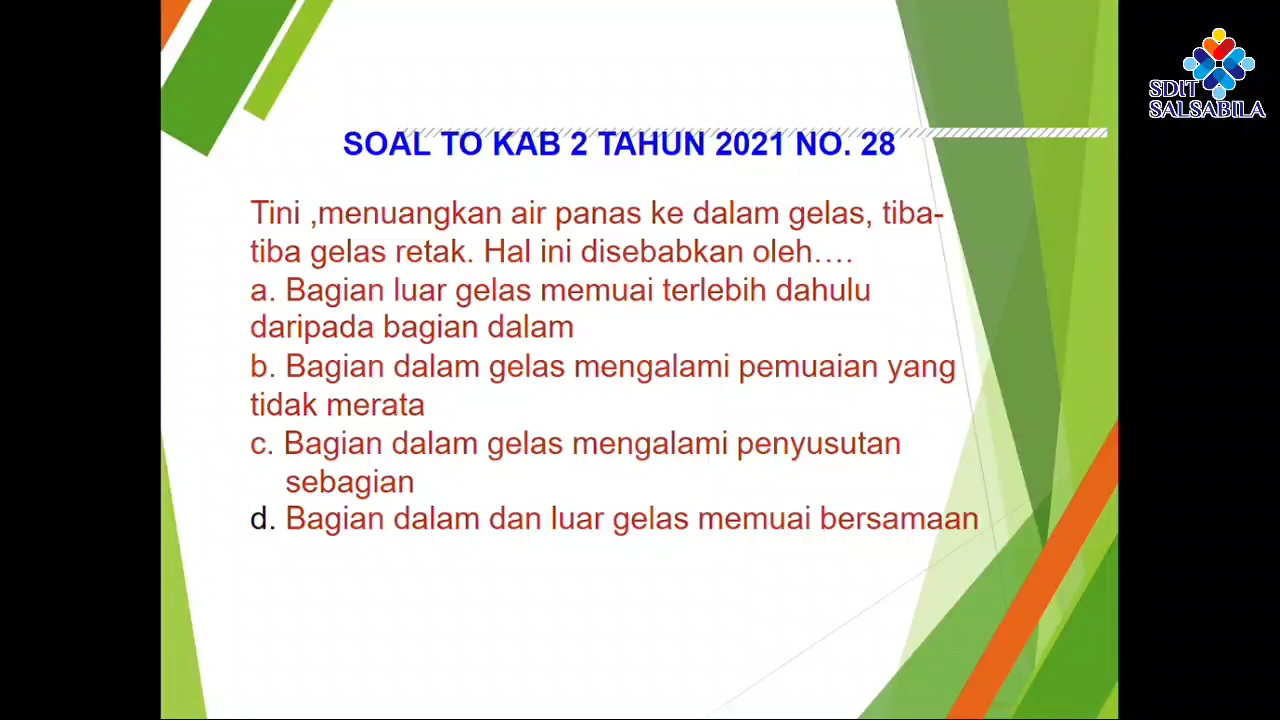 SDIT
SALSABILA
SOAL TO KAB 2 TAHUN 2021 NO. 28
Tini ,menuangkan air panas ke dalam gelas, tiba-
tiba gelas retak. Hal ini disebabkan oleh….
a. Bagian luar gelas memuai terlebih dahulu
daripada bagian dalam
b. Bagian dalam gelas mengalami pemuaian yang
tidak merata
c. Bagian dalam gelas mengalami penyusutan
sebagian
d. Bagian dalam dan luar gelas memuai bersamaan